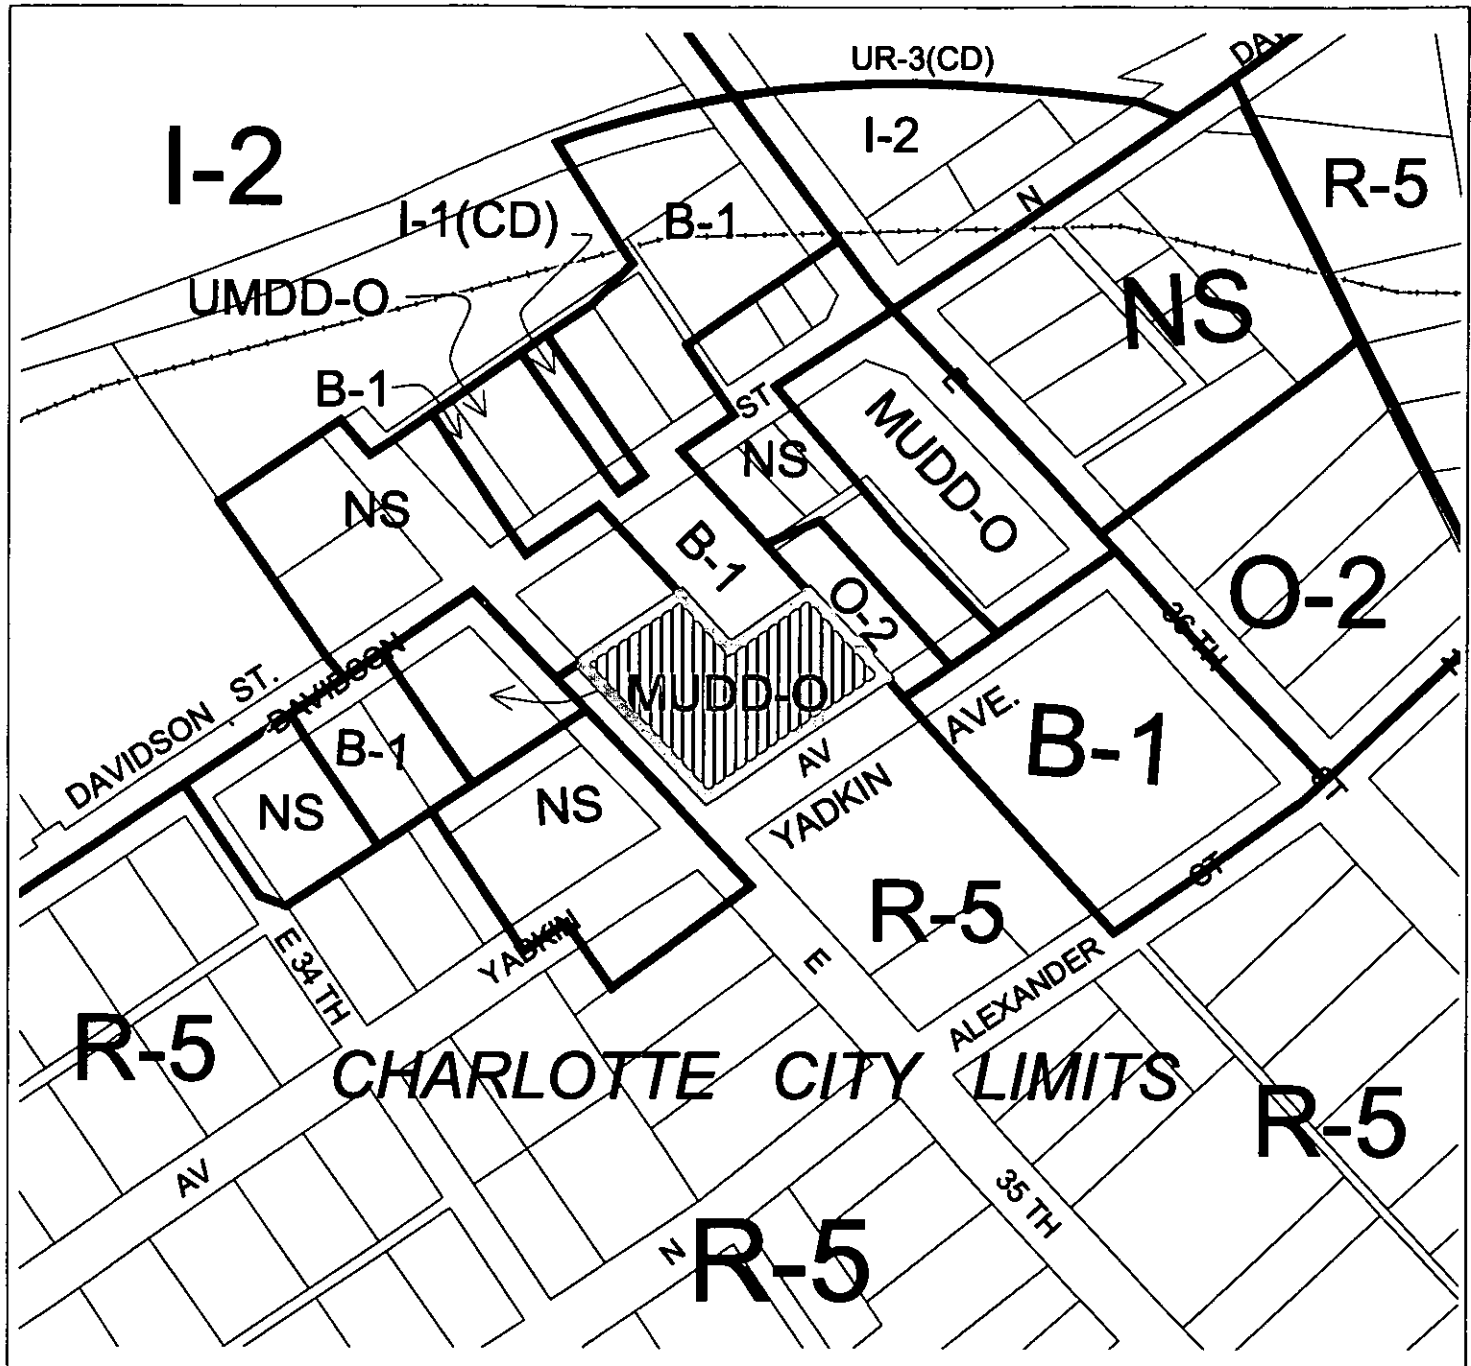 UR-3(CD)
DA
I-2
I-2
R-5
N
I-1(CD)
B-1
UMDD-O
NS
B-1
E
ST
MUDD-O
NS
NS
B-1
O-2
O-2
36 TH
DAVIDSON
DAVIDSON ST.
MUDD-O
AVE.
B-1
B-1
AV
ST
NS
NS
YADKIN
ST
R-5
YADKIN
E 34 TH
E
ALEXANDER
R-5
CHARLOTTE CITY LIMITS
R-5
AV
35 TH
N
R-5